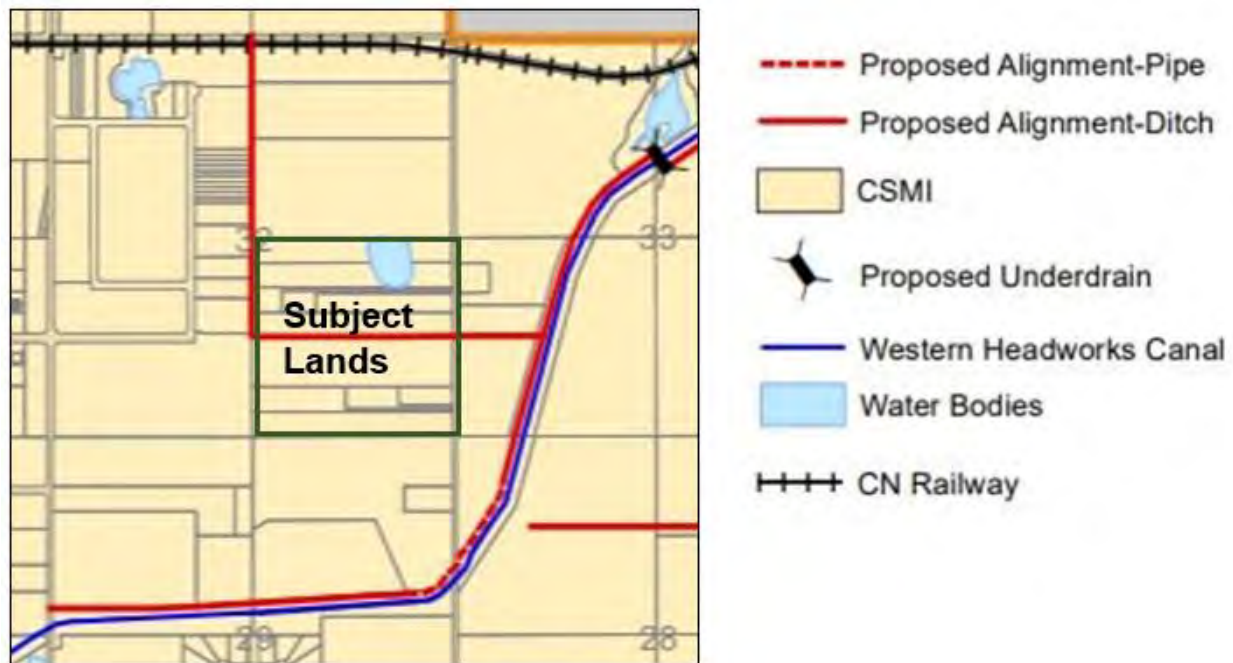 32
33
Subject
Lands
29
28
Proposed Alignment-Pipe
Proposed Alignment-Ditch
CSMI
Proposed Underdrain
Western Headworks Canal
Water Bodies
CN Railway